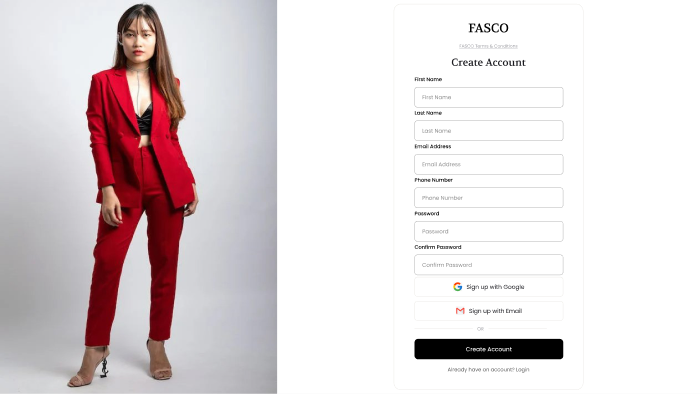 FASCO
FASCO Terms & Conditions
Create Account
First Name
First Name
Last Name
Last Name
Email Address
Email Address
Phone Number
Phone Number
Password
Password
Confirm Password
Confirm Password
Sign up with Google
Sign up with Email
OR
Create Account
Already have an account? Login